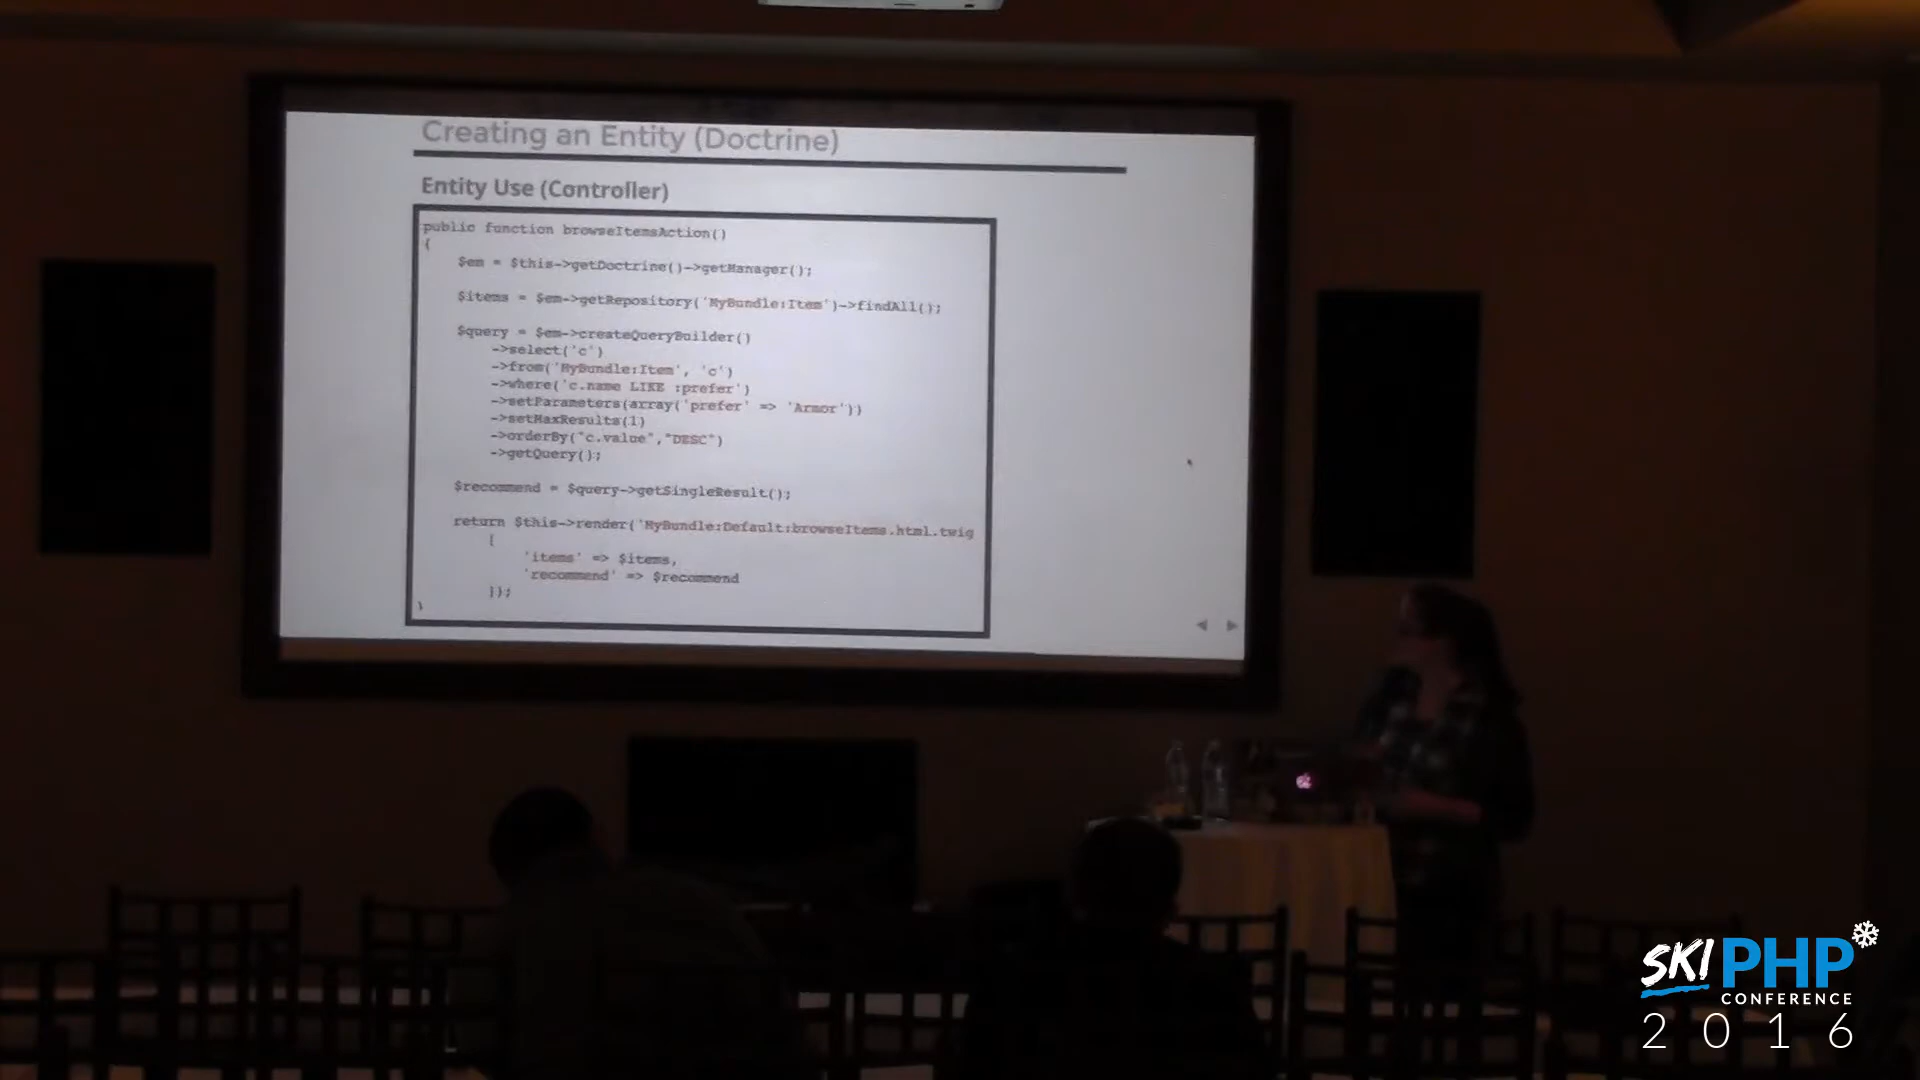 Creating an Entity (Doctrine)
Entity Use (Controller)
public function browseItemsAction()
{
$em = $this->getDoctrine()->getManager();
$items = $em->getRepository('MyBundle:Item')->findAll();
$query = $em->createQueryBuilder()
->select('c')
->from('MyBundle:Item', 'c')
->where('c.name LIKE :prefer')
->setParameters(array('prefer' => 'Armor'))
->setMaxResults(1)
->orderBy("c.value","DESC")
->getQuery();
$recommend = $query->getSingleResult();
return $this->render('MyBundle:Default:browseItems.html.twig
[
'items' => $items,
'recommend' => $recommend
]);
}
SKI PHP
CONFERENCE
2016